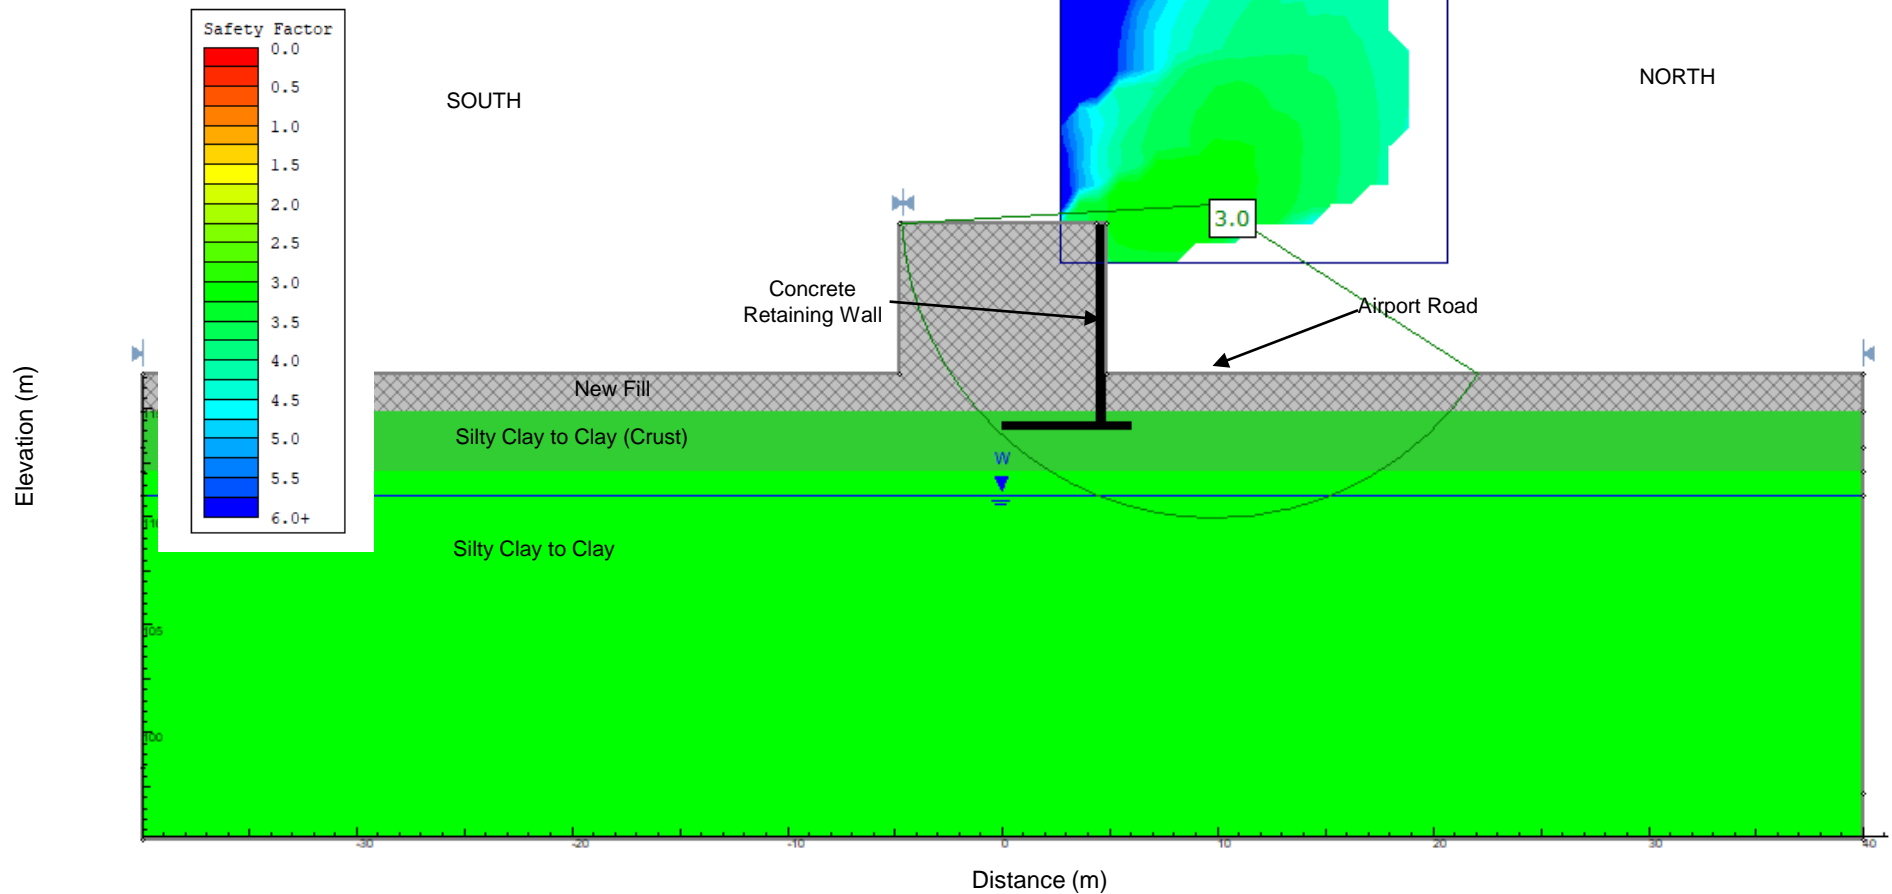 Safety Factor
0.0
0.5
1.0
1.5
2.0
2.5
3.0
3.5
4.0
4.5
5.0
5.5
6.0+
SOUTH
NORTH
3.0
Concrete
Retaining Wall
Airport Road
New Fill
Silty Clay to Clay (Crust)
W
Silty Clay to Clay
Elevation (m)
105
100
-30
-20
-10
0
10
20
30
40
Distance (m)